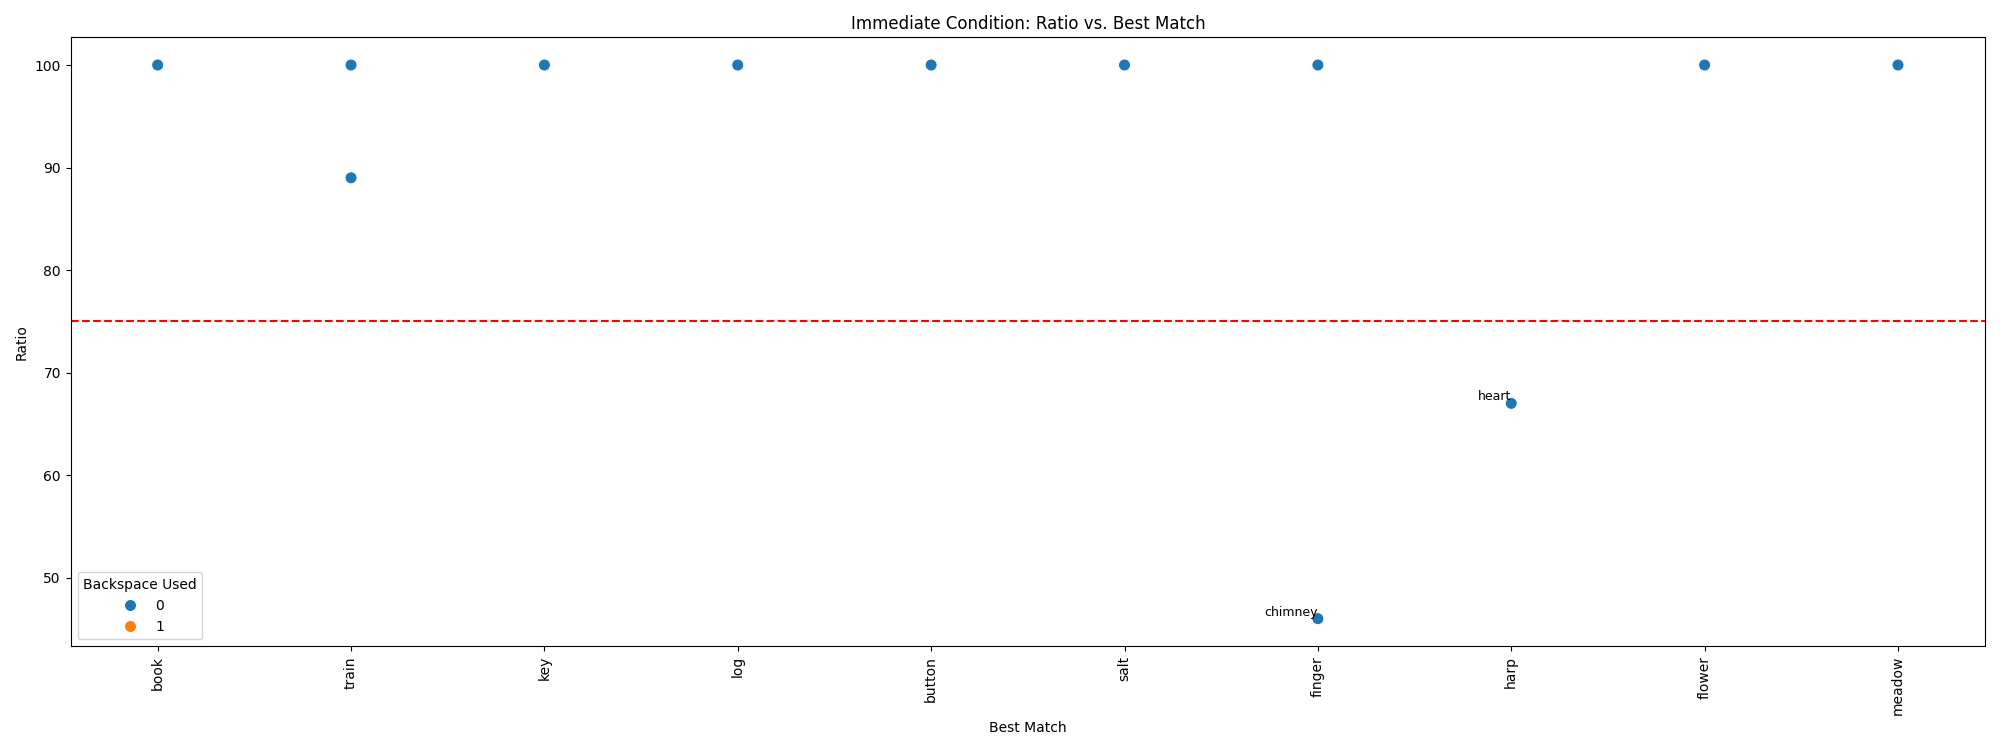 Immediate Condition: Ratio vs. Best Match
100
90
80
70
60
50
Ratio
heart
chimney
Backspace Used
0
1
book
train
key
log
button
salt
finger
harp
flower
meadow
Best Match